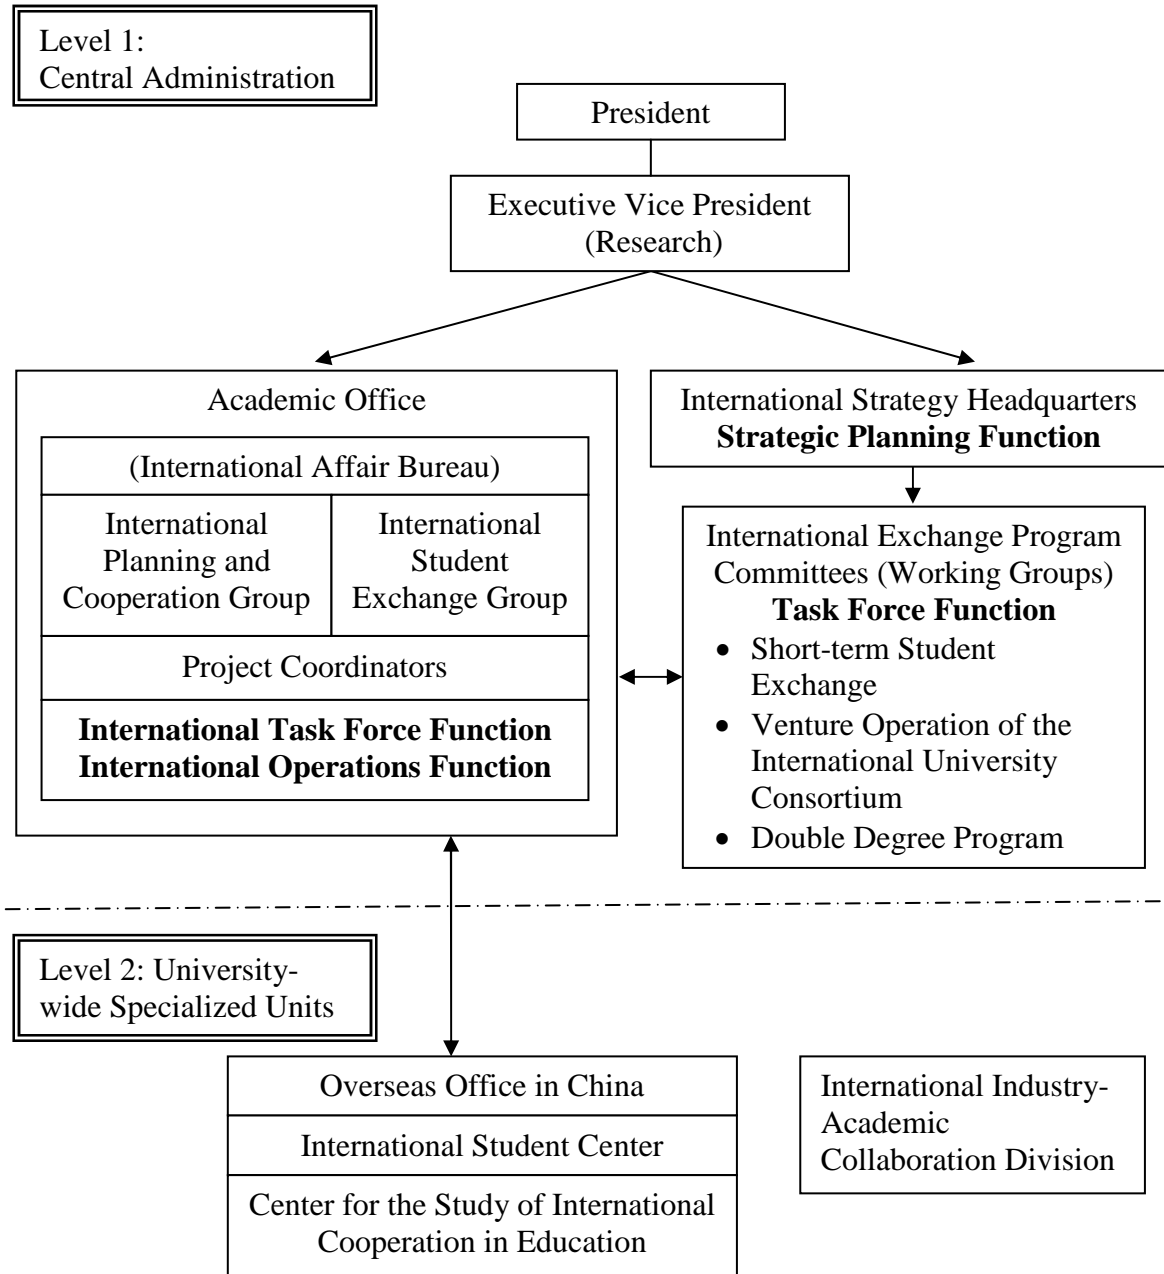 Level 1:
Central Administration
President
Executive Vice President
(Research)
Academic Office
(International Affair Bureau)
International
Planning and
Cooperation Group
International
Student
Exchange Group
Project Coordinators
International Task Force Function
International Operations Function
International Strategy Headquarters
Strategic Planning Function
International Exchange Program
Committees (Working Groups)
Task Force Function
• Short-term Student
Exchange
• Venture Operation of the
International University
Consortium
• Double Degree Program
Level 2: University-
wide Specialized Units
Overseas Office in China
International Student Center
Center for the Study of International
Cooperation in Education
International Industry-
Academic
Collaboration Division